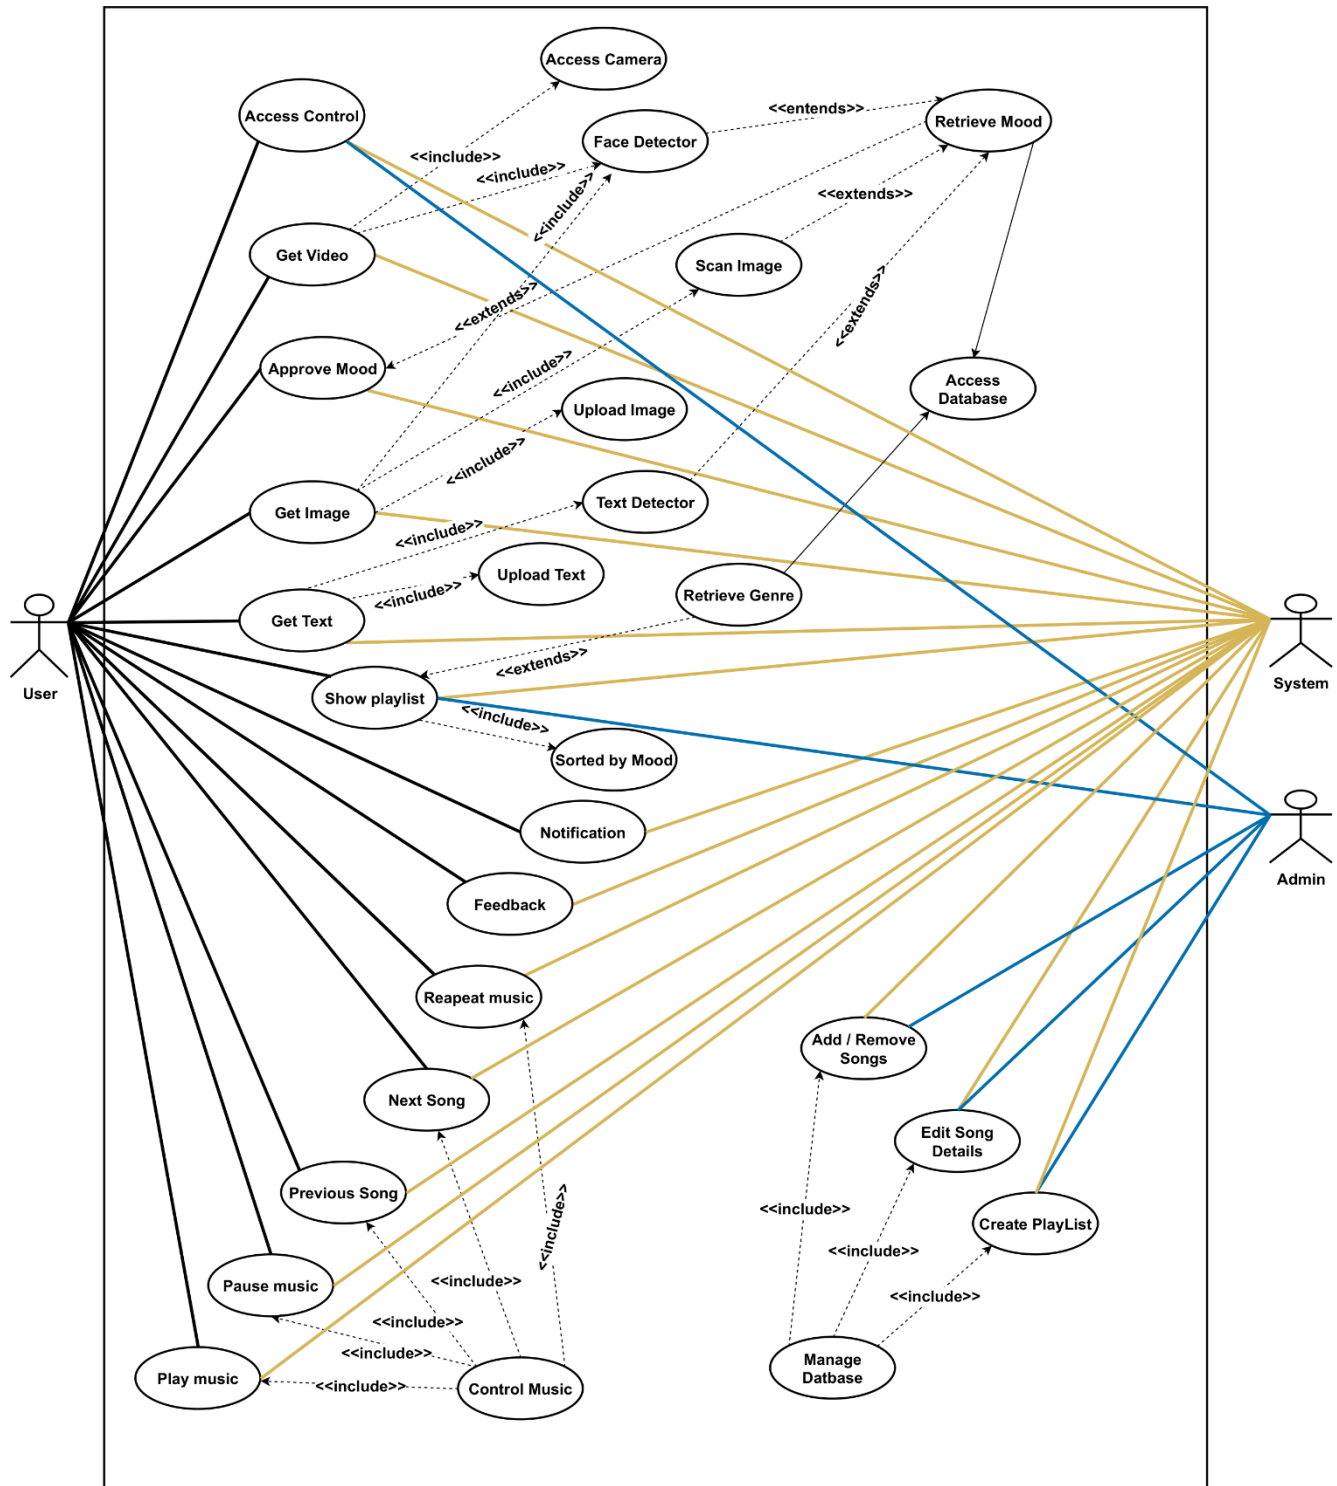 Access Camera
Access Control
<<entends>>
Face Detector
Retrieve Mood
<<include>>
<<include>>
<<include>>
<<extends>>
Get Video
Scan Image
<<extends>>
<<extends>>
Approve Mood
<<include>>
Access
Database
Upload Image
<<include>>
Get Image
Text Detector
<<include>>
Upload Text
<<include>>
Retrieve Genre
Get Text
<<extends>>
User
System
Show playlist
<<include>>
Sorted by Mood
Notification
Admin
Feedback
Reapeat music
Add / Remove
Songs
Next Song
Edit Song
Details
Previous Song
<<include>>
<<include>>
Create PlayList
<<include>>
Pause music
<<include>>
<<include>>
<<include>>
<<include>>
Play music
<<include>>
Control Music
Manage
Datbase